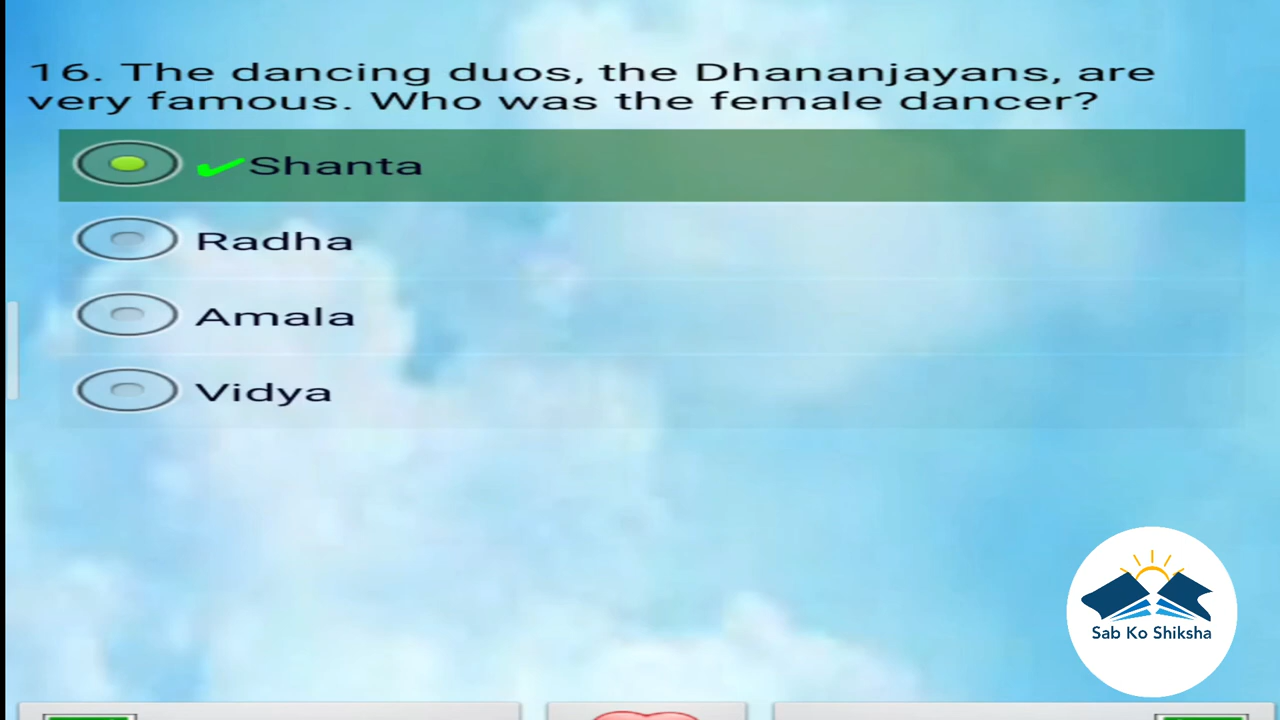 16. The dancing duos, the Dhananjayans, are
very famous. Who was the female dancer?
✔Shanta
Radha
Amala
Vidya
Sab Ko Shiksha